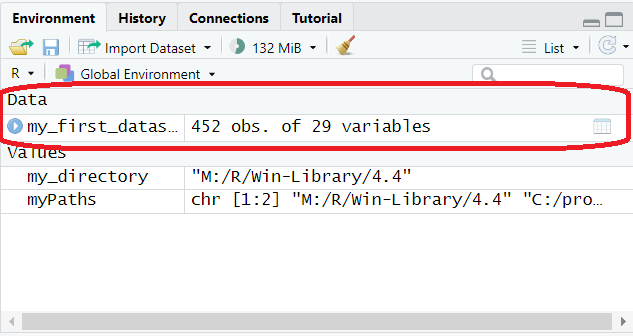 Environment History Connections Tutorial
Import Dataset 132 MiB List
R Global Environment
Data
my_first_datas… 452 obs. of 29 variables
Values
my_directory "M:/R/Win-Library/4.4"
myPaths chr [1:2] "M:/R/Win-Library/4.4" "C:/pro…